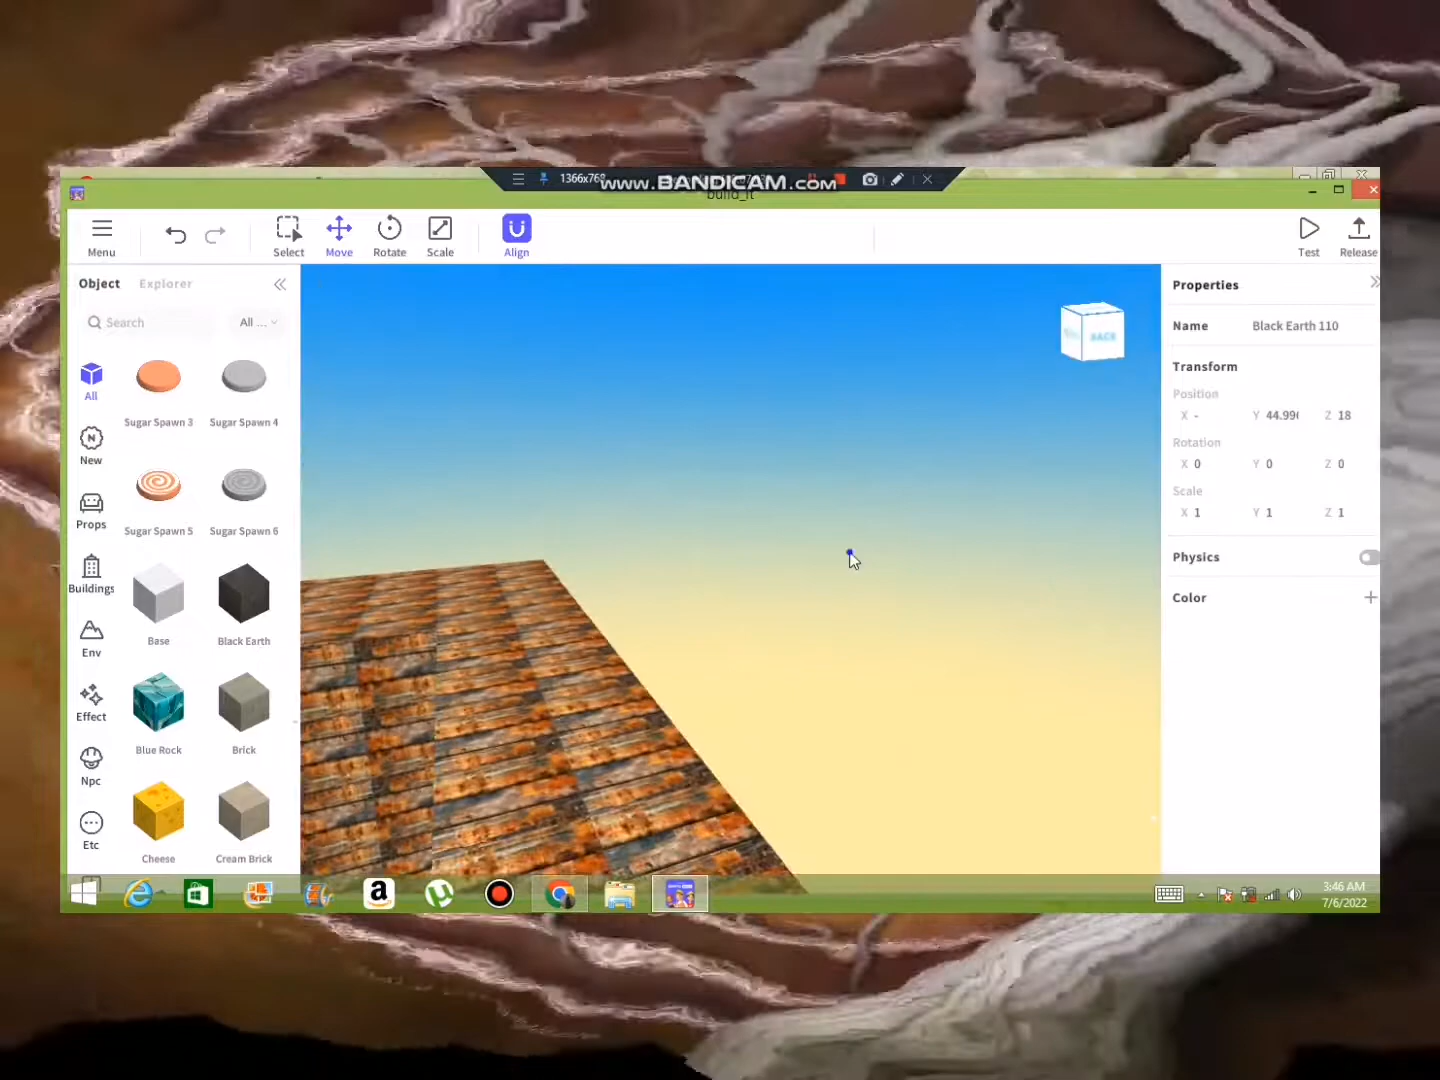 1366x768
www.BANDICAM.com
build_it
Menu
Select
Move
Rotate
Scale
Align
Test
Release
Object
Explorer
Search
All ...
All
New
Props
Buildings
Env
Effect
Npc
Etc
Sugar Spawn 3
Sugar Spawn 4
Sugar Spawn 5
Sugar Spawn 6
Base
Black Earth
Blue Rock
Brick
Cheese
Cream Brick
BACK
Properties
Name Black Earth 110
Transform
Position
X - Y 44.99 Z 18
Rotation
X 0 Y 0 Z 0
Scale
X 1 Y 1 Z 1
Physics
Color
3:46 AM
7/6/2022